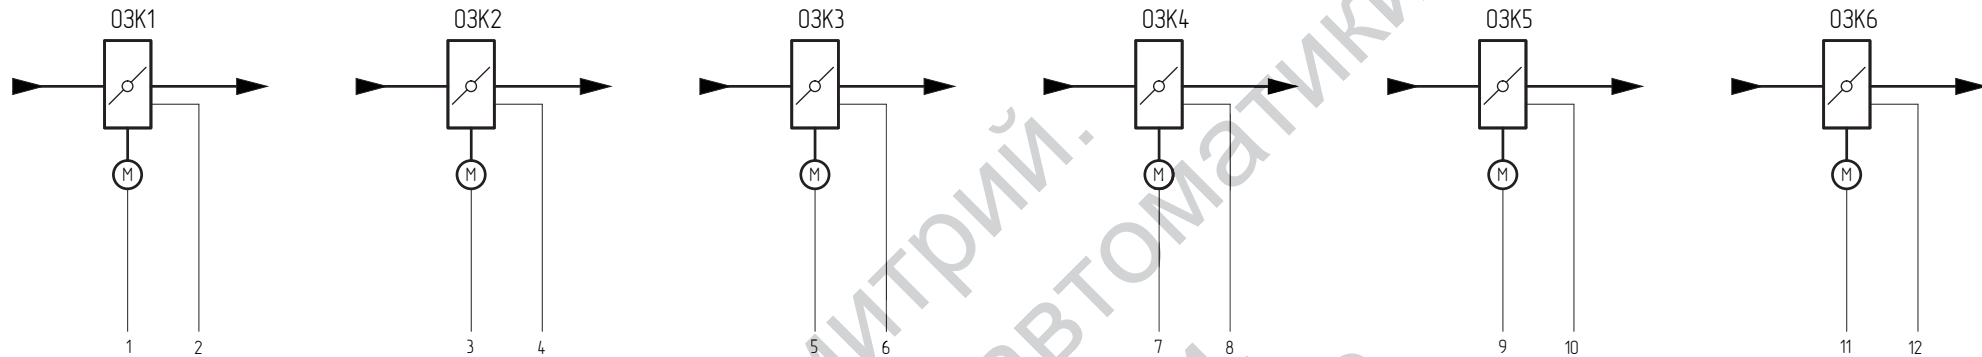 ОЗК1 ОЗК2 ОЗК3 ОЗК4 ОЗК5 ОЗК6
М М М М М М
1 2 3 4 5 6 7 8 9 10 11 12